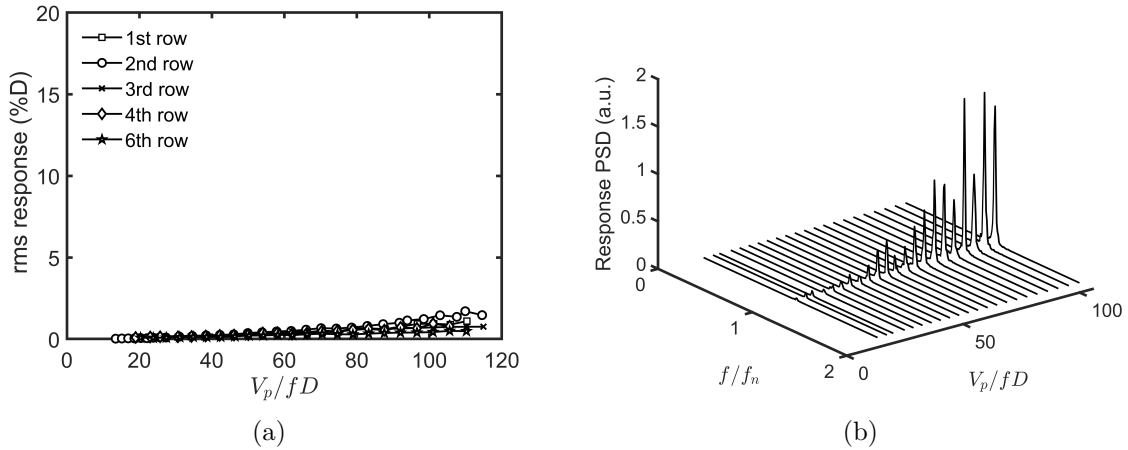 20
15
10
5
0
rms response (%D)
1st row
2nd row
3rd row
4th row
6th row
0 20 40 60 80 100 120
V_p/fD
(a)
2
1.5
1
0.5
0
Response PSD (a.u.)
0
1
2
f/f_n
0
50
100
V_p/fD
(b)